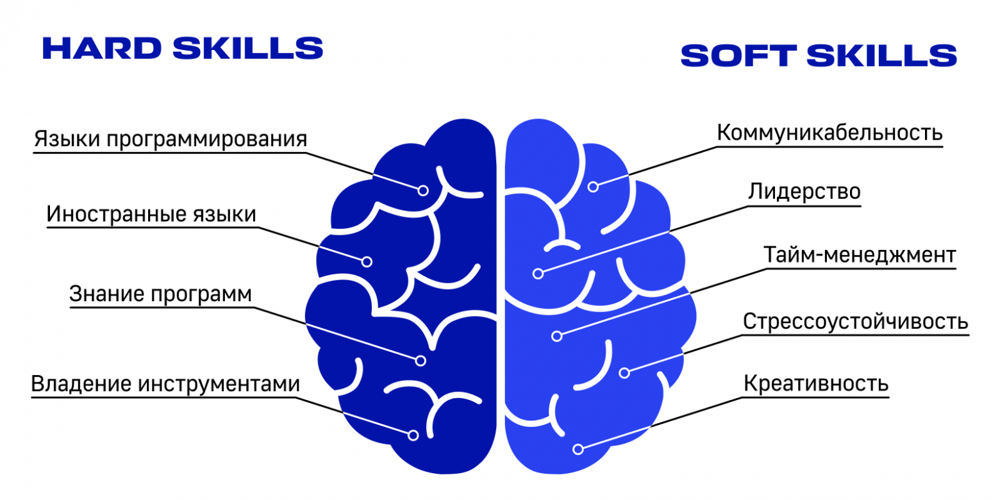 HARD SKILLS
Языки программирования
Иностранные языки
Знание программ
Владение инструментами
SOFT SKILLS
Коммуникабельность
Лидерство
Тайм-менеджмент
Стрессоустойчивость
Креативность